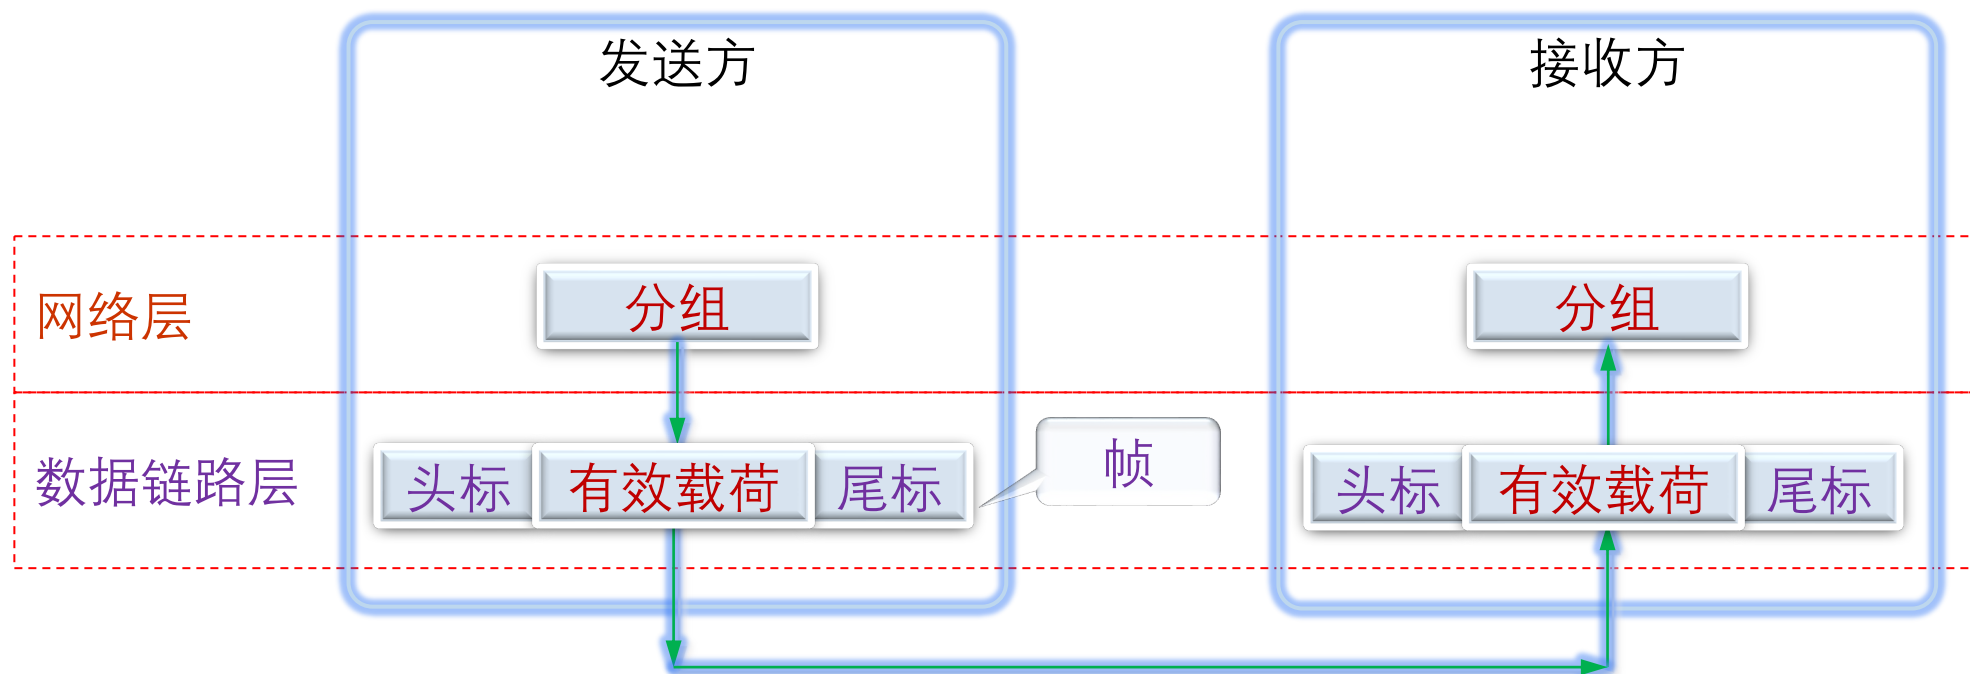 发送方
接收方
网络层
分组
分组
数据链路层
头标
有效载荷
尾标
帧
头标
有效载荷
尾标